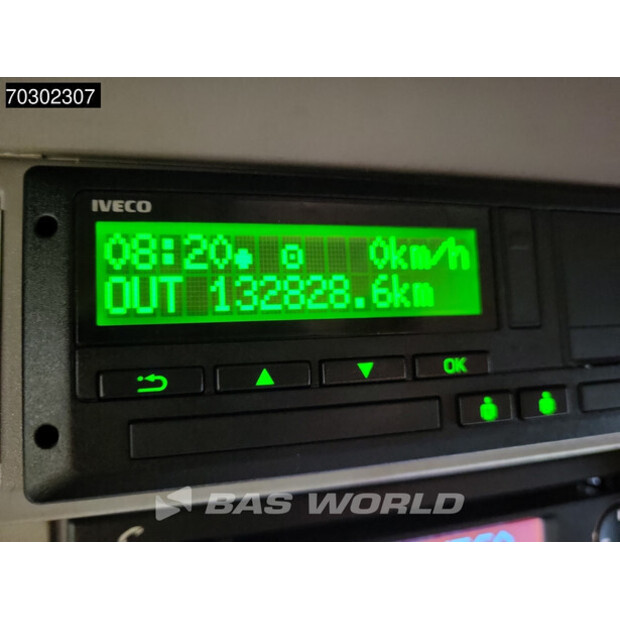 70302307
IVECO
08:20 0km/h
OUT 132828.6km
OK
BAS WORLD